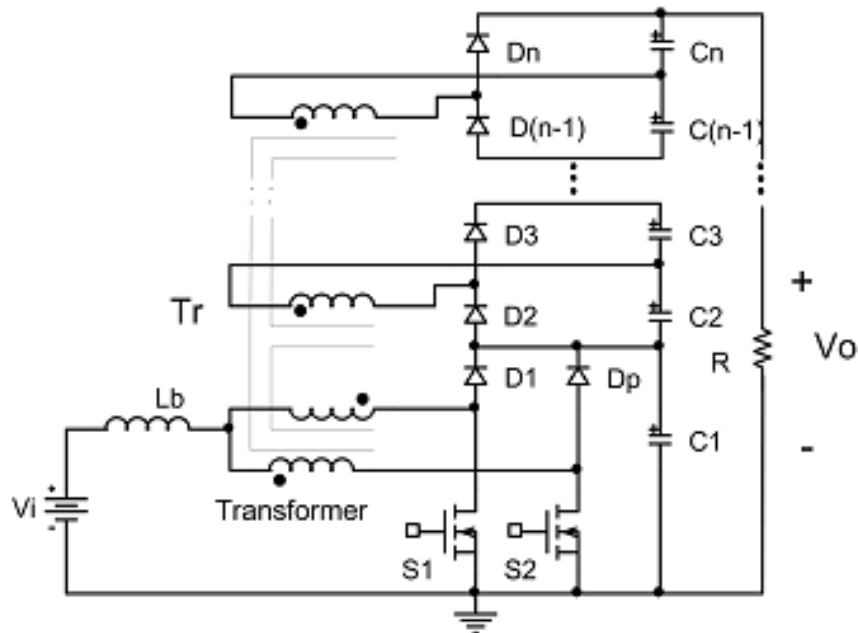 Dn
Cn
D(n-1)
C(n-1)
D3
C3
Tr
D2
C2
+
Vo
R
D1
Dp
Lb
C1
-
Vi
+
-
Transformer
S1
S2